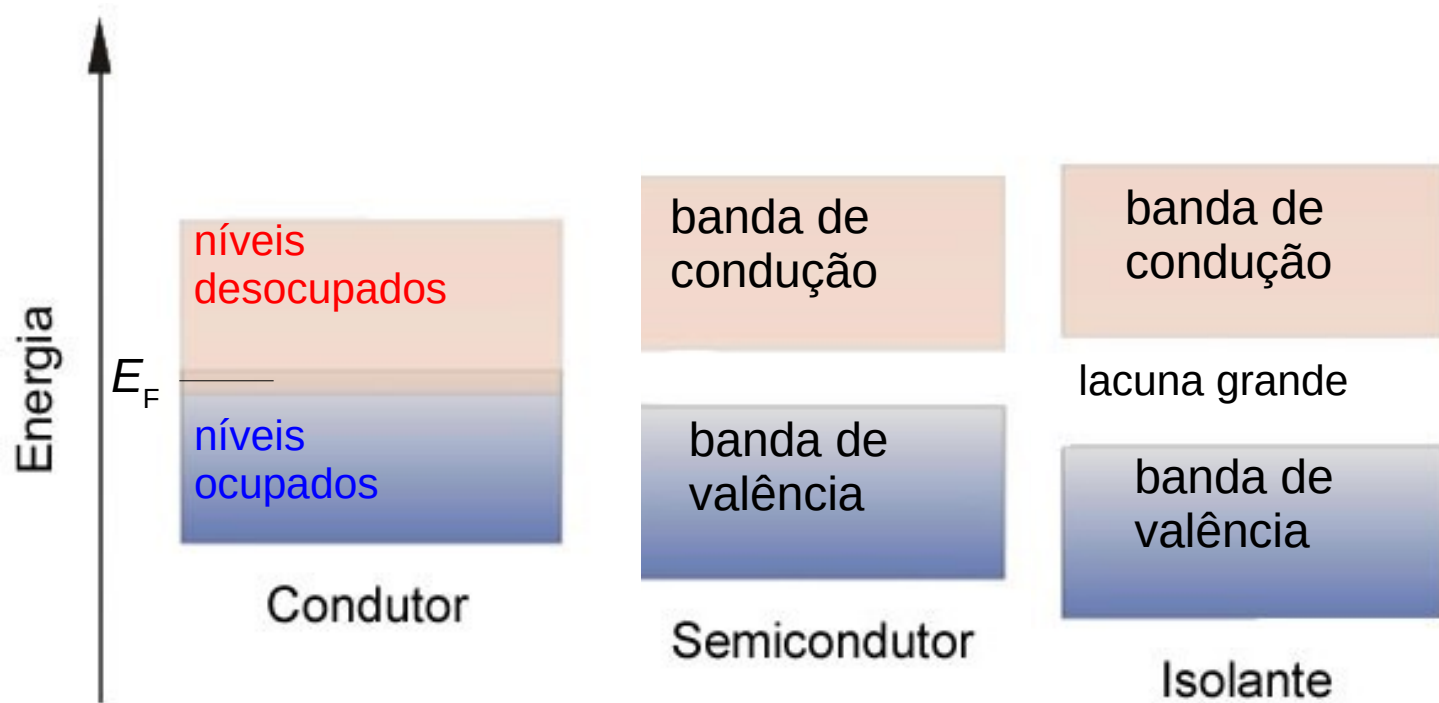 Energia
níveis
desocupados
E_F
níveis
ocupados
Condutor
banda de
condução
banda de
valência
Semicondutor
banda de
condução
lacuna grande
banda de
valência
Isolante